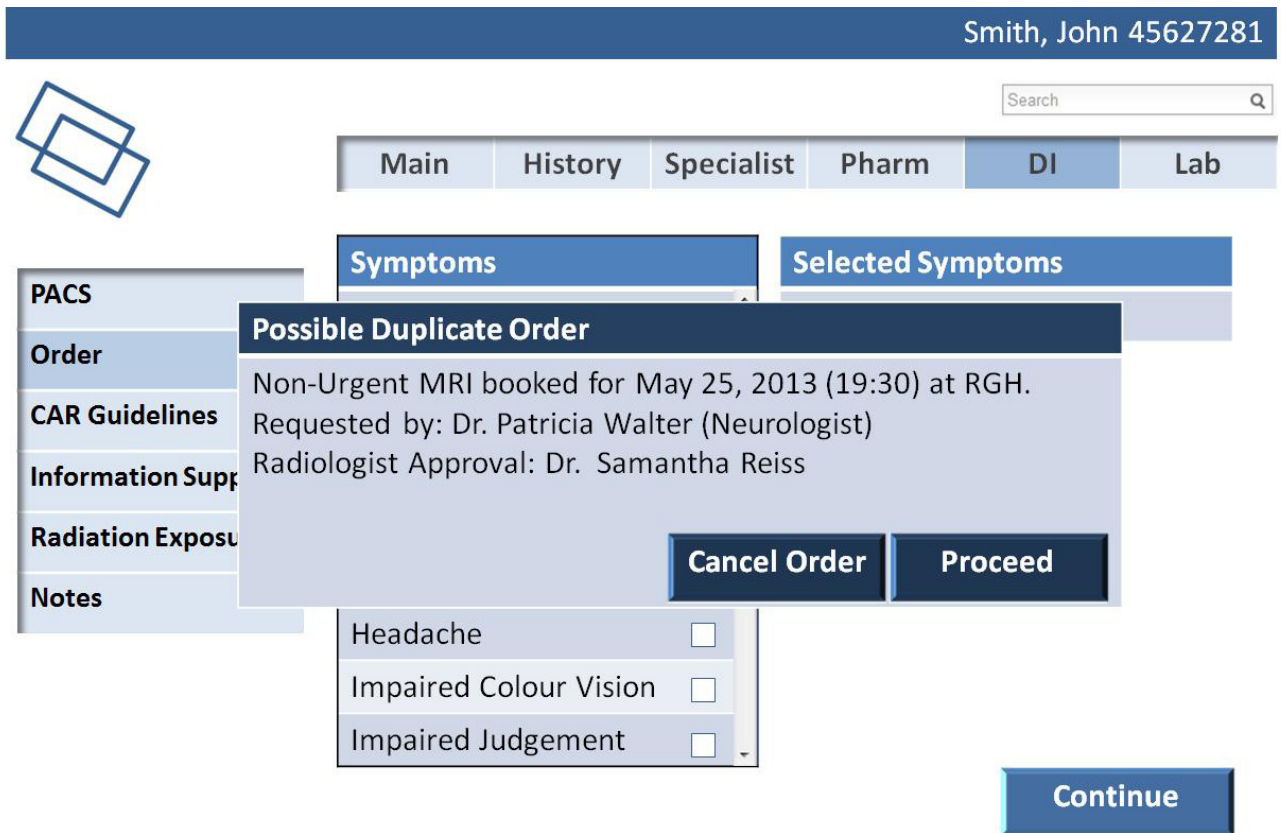 Smith, John 45627281
Search
Main History Specialist Pharm DI Lab
Symptoms
Selected Symptoms
PACS
Order
CAR Guidelines
Information Supp
Radiation Exposu
Notes
Possible Duplicate Order
Non-Urgent MRI booked for May 25, 2013 (19:30) at RGH.
Requested by: Dr. Patricia Walter (Neurologist)
Radiologist Approval: Dr. Samantha Reiss
Cancel Order Proceed
Headache
Impaired Colour Vision
Impaired Judgement
Continue